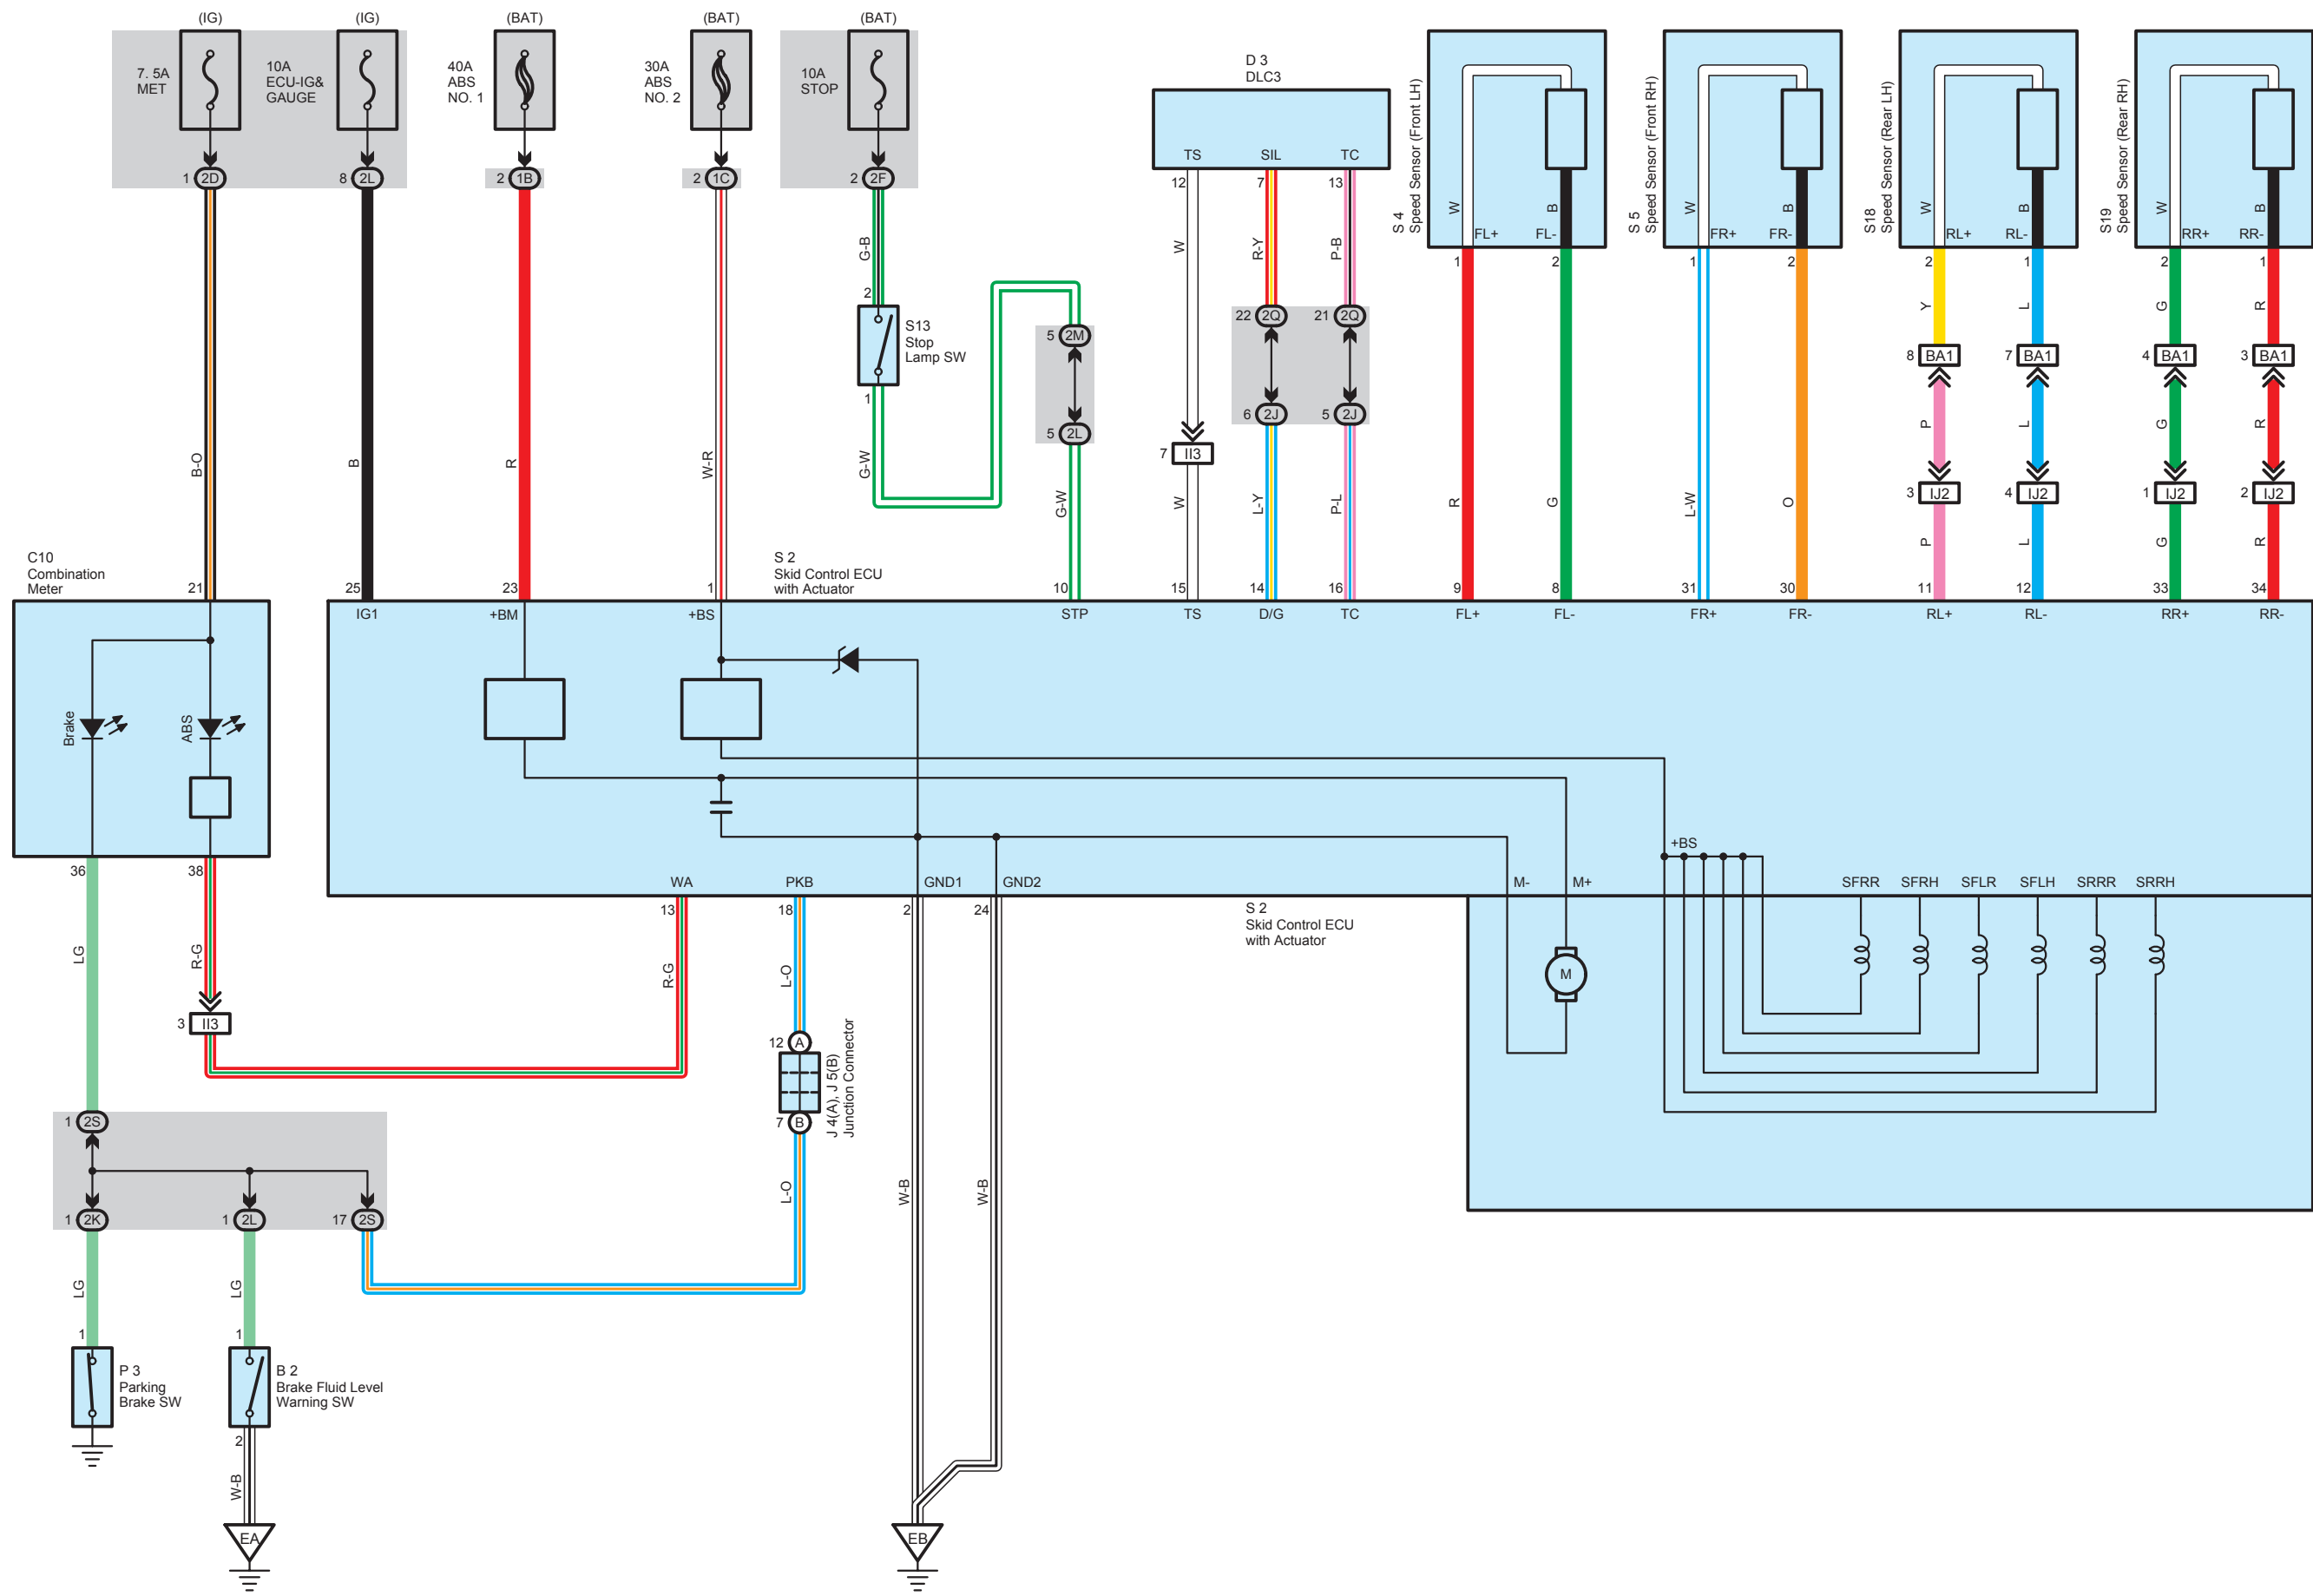 (IG)
(IG)
(BAT)
(BAT)
(BAT)
7. 5A
MET
10A
ECU-IG&
GAUGE
40A
ABS
NO. 1
30A
ABS
NO. 2
10A
STOP
D 3
DLC3
TS
SIL
TC
S 4
Speed Sensor (Front LH)
S 5
Speed Sensor (Front RH)
S18
Speed Sensor (Rear LH)
S19
Speed Sensor (Rear RH)
W
B
W
B
W
B
W
B
FL+
FL-
FR+
FR-
RL+
RL-
RR+
RR-
1 2D
8 2L
2 1B
2 1C
2 2F
12
7
13
1
2
1
2
2
1
2
1
G-B
W
R-Y
P-B
2
S13
Stop
Lamp SW
1
5 2M
5 2L
22 2Q
21 2Q
6 2J
5 2J
Y
L
G
R
8 BA1
7 BA1
4 BA1
3 BA1
P
L
G
R
7 II3
3 IJ2
4 IJ2
1 IJ2
2 IJ2
B-O
B
R
W-R
G-W
G-W
W
L-Y
P-L
R
G
L-W
O
P
L
G
R
C10
Combination
Meter
S 2
Skid Control ECU
with Actuator
21
25
23
1
10
15
14
16
9
8
31
30
11
12
33
34
IG1
+BM
+BS
STP
TS
D/G
TC
FL+
FL-
FR+
FR-
RL+
RL-
RR+
RR-
Brake
ABS
+BS
WA
PKB
GND1
GND2
M-
M+
SFRR
SFRH
SFLR
SFLH
SRRR
SRRH
36
38
13
18
2
24
S 2
Skid Control ECU
with Actuator
LG
R-G
R-G
L-O
M
3 II3
12 A
7 B
J 4(A), J 5(B)
Junction Connector
1 2S
L-O
W-B
W-B
1 2K
1 2L
17 2S
LG
LG
1
1
P 3
Parking
Brake SW
B 2
Brake Fluid Level
Warning SW
2
W-B
EA
EB